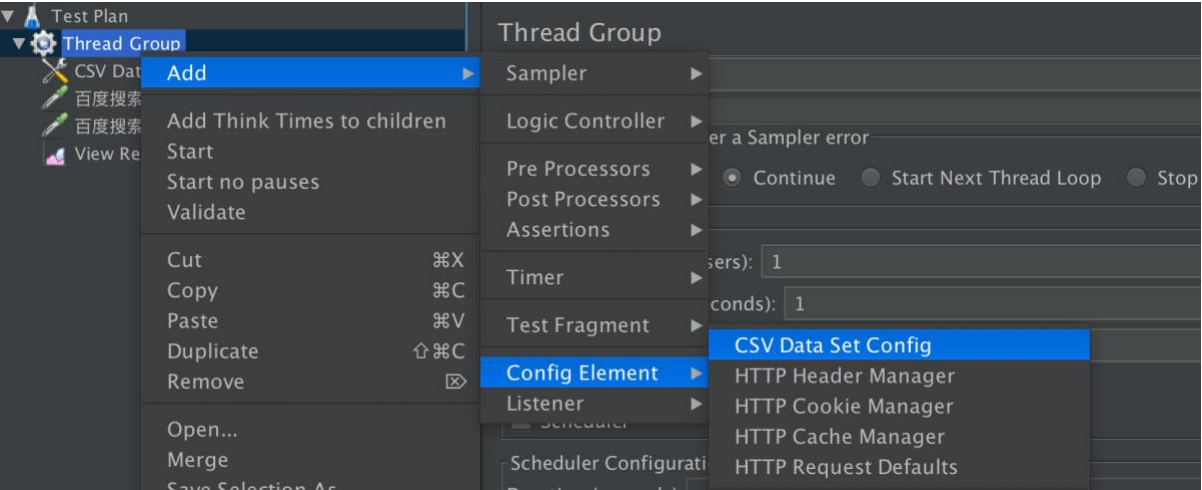 Test Plan
Thread Group
CSV Dat
百度搜索
百度搜索
View Re
Add
Add Think Times to children
Start
Start no pauses
Validate
Cut ⌘X
Copy ⌘C
Paste ⌘V
Duplicate ⇧⌘C
Remove ⌦
Open...
Merge
Save Selection As
Sampler
Logic Controller
Pre Processors
Post Processors
Assertions
Timer
Test Fragment
Config Element
Listener
CSV Data Set Config
HTTP Header Manager
HTTP Cookie Manager
HTTP Cache Manager
HTTP Request Defaults
Thread Group
er a Sampler error
Continue Start Next Thread Loop Stop
sers): 1
conds): 1
Scheduler
Scheduler Configurati